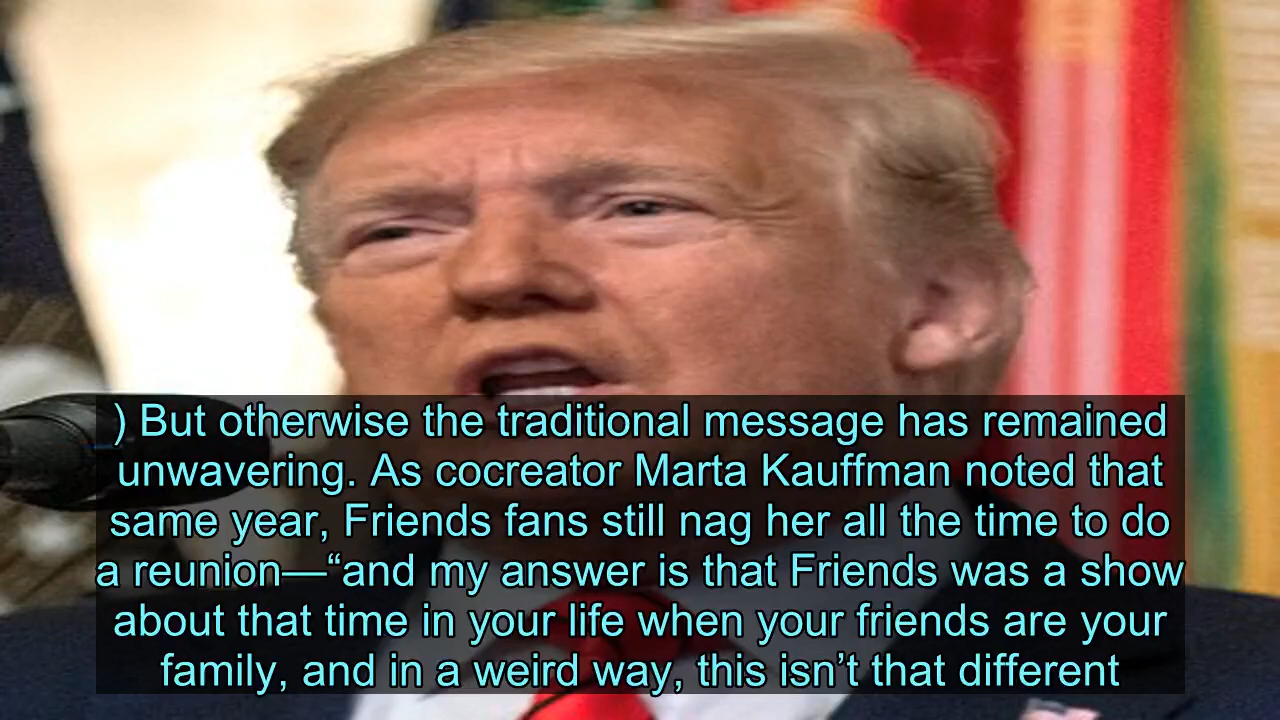 ) But otherwise the traditional message has remained
unwavering. As cocreator Marta Kauffman noted that
same year, Friends fans still nag her all the time to do
a reunion—“and my answer is that Friends was a show
about that time in your life when your friends are your
family, and in a weird way, this isn’t that different